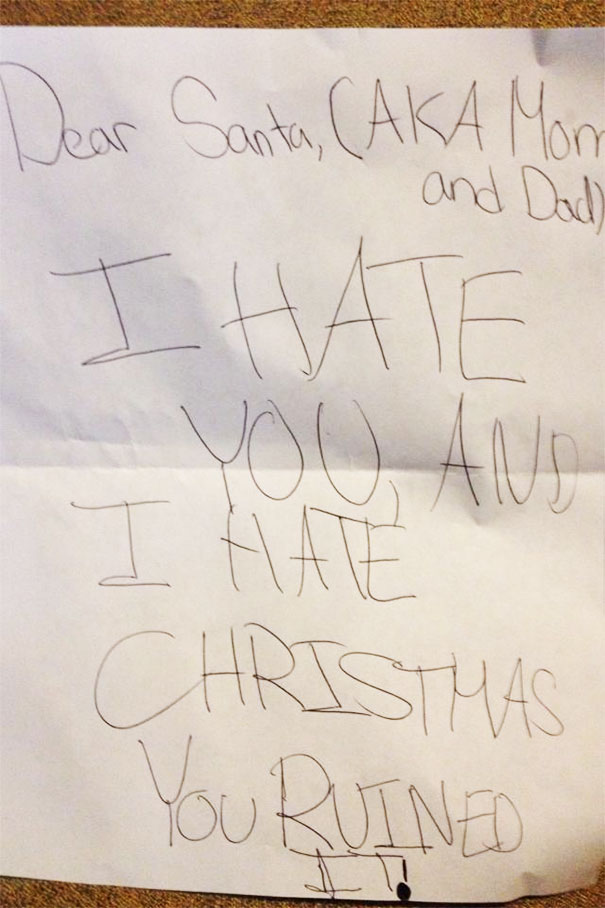 Dear Santa, (AKA Mom
and Dad)
I HATE
YOU, AND
I HATE
CHRISTMAS
YOU RUINED
IT!